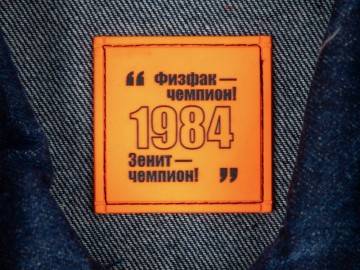 “ Физфак —
чемпион!
1984
Зенит —
чемпион! ”